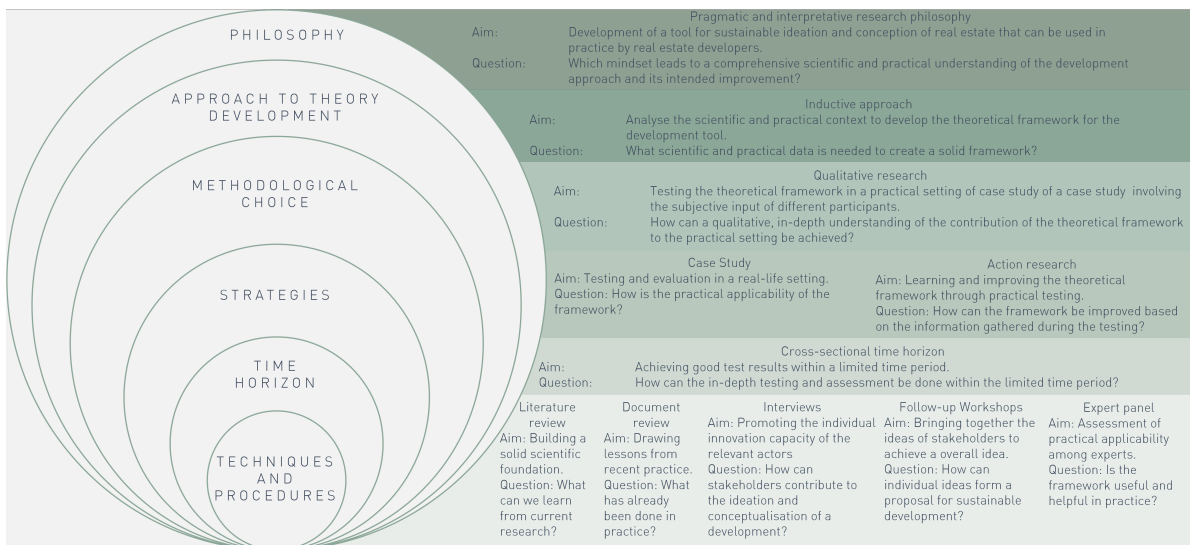 PHILOSOPHY
APPROACH TO THEORY
DEVELOPMENT
METHODOLOGICAL
CHOICE
STRATEGIES
TIME
HORIZON
TECHNIQUES
AND
PROCEDURES
Pragmatic and interpretative research philosophy
Aim: Development of a tool for sustainable ideation and conception of real estate that can be used in
practice by real estate developers.
Question: Which mindset leads to a comprehensive scientific and practical understanding of the development
approach and its intended improvement?
Inductive approach
Aim: Analyse the scientific and practical context to develop the theoretical framework for the
development tool.
Question: What scientific and practical data is needed to create a solid framework?
Qualitative research
Aim: Testing the theoretical framework in a practical setting of case study of a case study involving
the subjective input of different participants.
Question: How can a qualitative, in-depth understanding of the contribution of the theoretical framework
to the practical setting be achieved?
Case Study
Aim: Testing and evaluation in a real-life setting.
Question: How is the practical applicability of the
framework?
Action research
Aim: Learning and improving the theoretical
framework through practical testing.
Question: How can the framework be improved based
on the information gathered during the testing?
Cross-sectional time horizon
Aim: Achieving good test results within a limited time period.
Question: How can the in-depth testing and assessment be done within the limited time period?
Literature
review
Aim: Building a
solid scientific
foundation.
Question: What
can we learn
from current
research?
Document
review
Aim: Drawing
lessons from
recent practice.
Question: What
has already
been done in
practice?
Interviews
Aim: Promoting the individual
innovation capacity of the
relevant actors
Question: How can
stakeholders contribute to
the ideation and
conceptualisation of a
development?
Follow-up Workshops
Aim: Bringing together the
ideas of stakeholders to
achieve a overall idea.
Question: How can
individual ideas form a
proposal for sustainable
development?
Expert panel
Aim: Assessment of
practical applicability
among experts.
Question: Is the
framework useful and
helpful in practice?